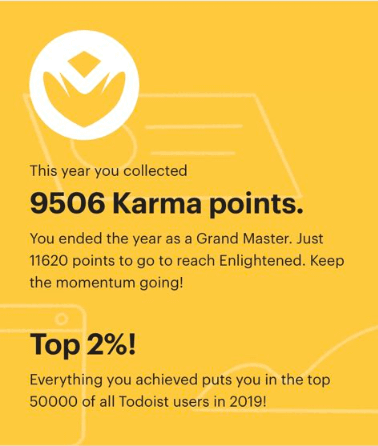 This year you collected
9506 Karma points.
You ended the year as a Grand Master. Just
11620 points to go to reach Enlightened. Keep
the momentum going!
Top 2%!
Everything you achieved puts you in the top
50000 of all Todoist users in 2019!